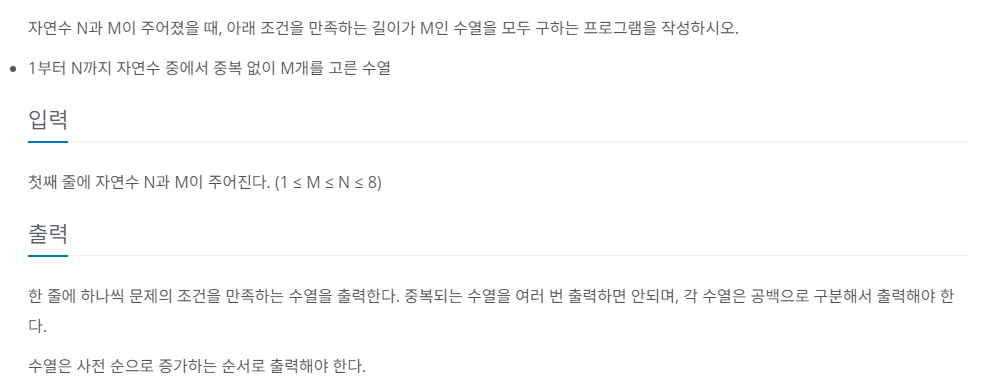 자연수 N과 M이 주어졌을 때, 아래 조건을 만족하는 길이가 M인 수열을 모두 구하는 프로그램을 작성하시오.
• 1부터 N까지 자연수 중에서 중복 없이 M개를 고른 수열
입력
첫째 줄에 자연수 N과 M이 주어진다. (1 ≤ M ≤ N ≤ 8)
출력
한 줄에 하나씩 문제의 조건을 만족하는 수열을 출력한다. 중복되는 수열을 여러 번 출력하면 안되며, 각 수열은 공백으로 구분해서 출력해야 한
다.
수열은 사전 순으로 증가하는 순서로 출력해야 한다.